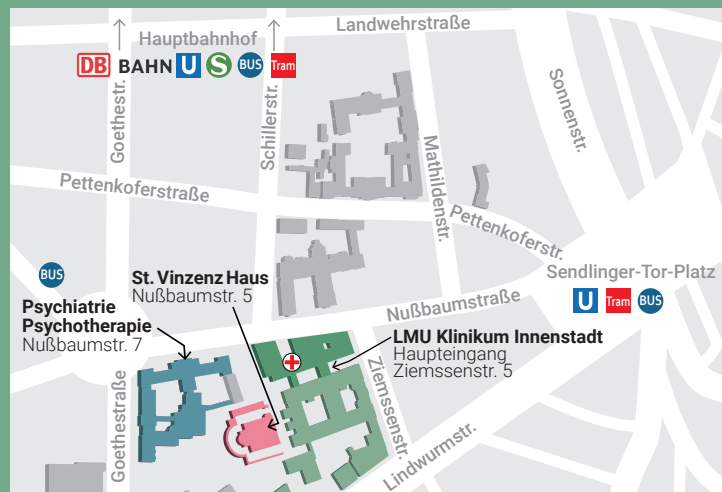 Landwehrstraße
Hauptbahnhof
DB BAHN U S BUS Tram
Goethestr.
Schillerstr.
Sonnenstr.
Mathildenstr.
Pettenkoferstraße
Pettenkoferstr.
Sendlinger-Tor-Platz
U Tram BUS
BUS
St. Vinzenz Haus
Nußbaumstr. 5
Psychiatrie
Psychotherapie
Nußbaumstr. 7
Nußbaumstraße
LMU Klinikum Innenstadt
Haupteingang
Ziemssenstr. 5
Ziemssenstr.
Goethestraße
Lindwurmstr.